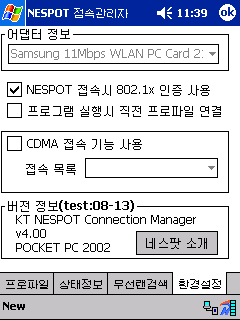 NESPOT 접속관리자 11:39 ok
어댑터 정보
Samsung 11Mbps WLAN PC Card 2:
NESPOT 접속시 802.1x 인증 사용
프로그램 실행시 직전 프로파일 연결
CDMA 접속 기능 사용
접속 목록
버전 정보(test:08-13)
KT NESPOT Connection Manager
v4.00
POCKET PC 2002
네스팟 소개
프로파일 상태정보 무선랜검색 환경설정
New